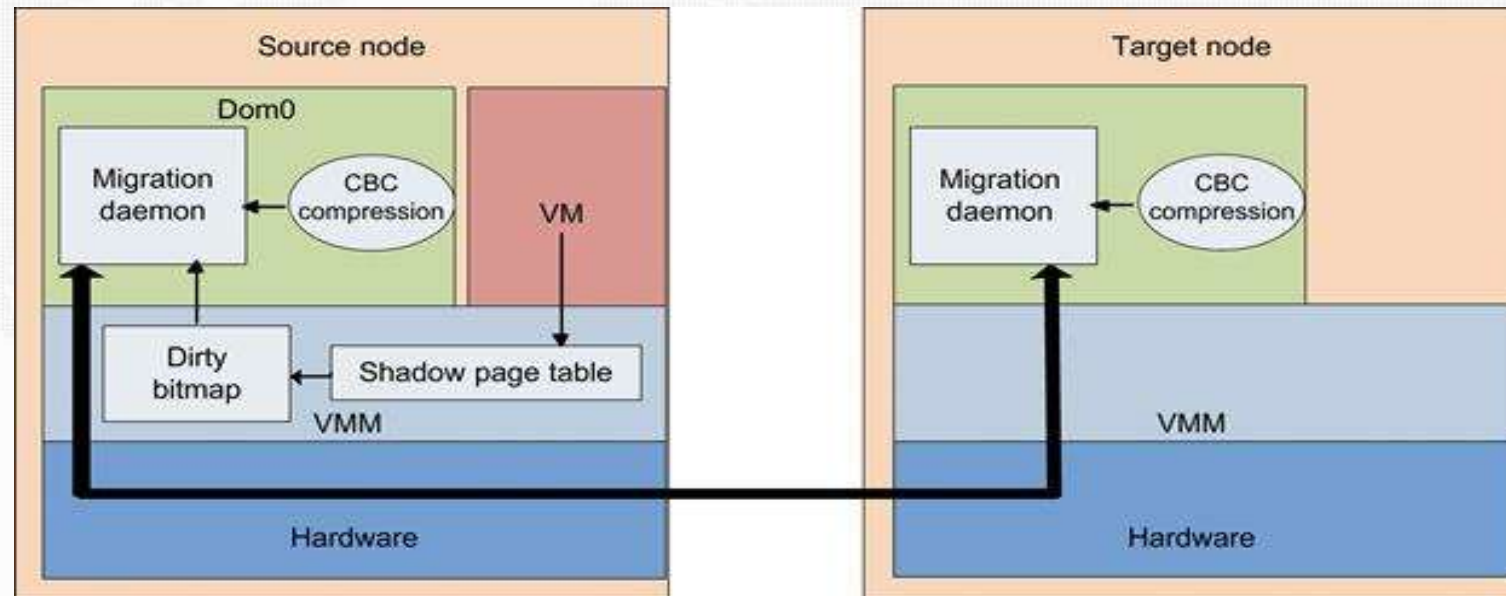 Source node
Dom0
Migration
daemon
CBC
compression
VM
Dirty
bitmap
Shadow page table
VMM
Hardware
Target node
Migration
daemon
CBC
compression
VMM
Hardware